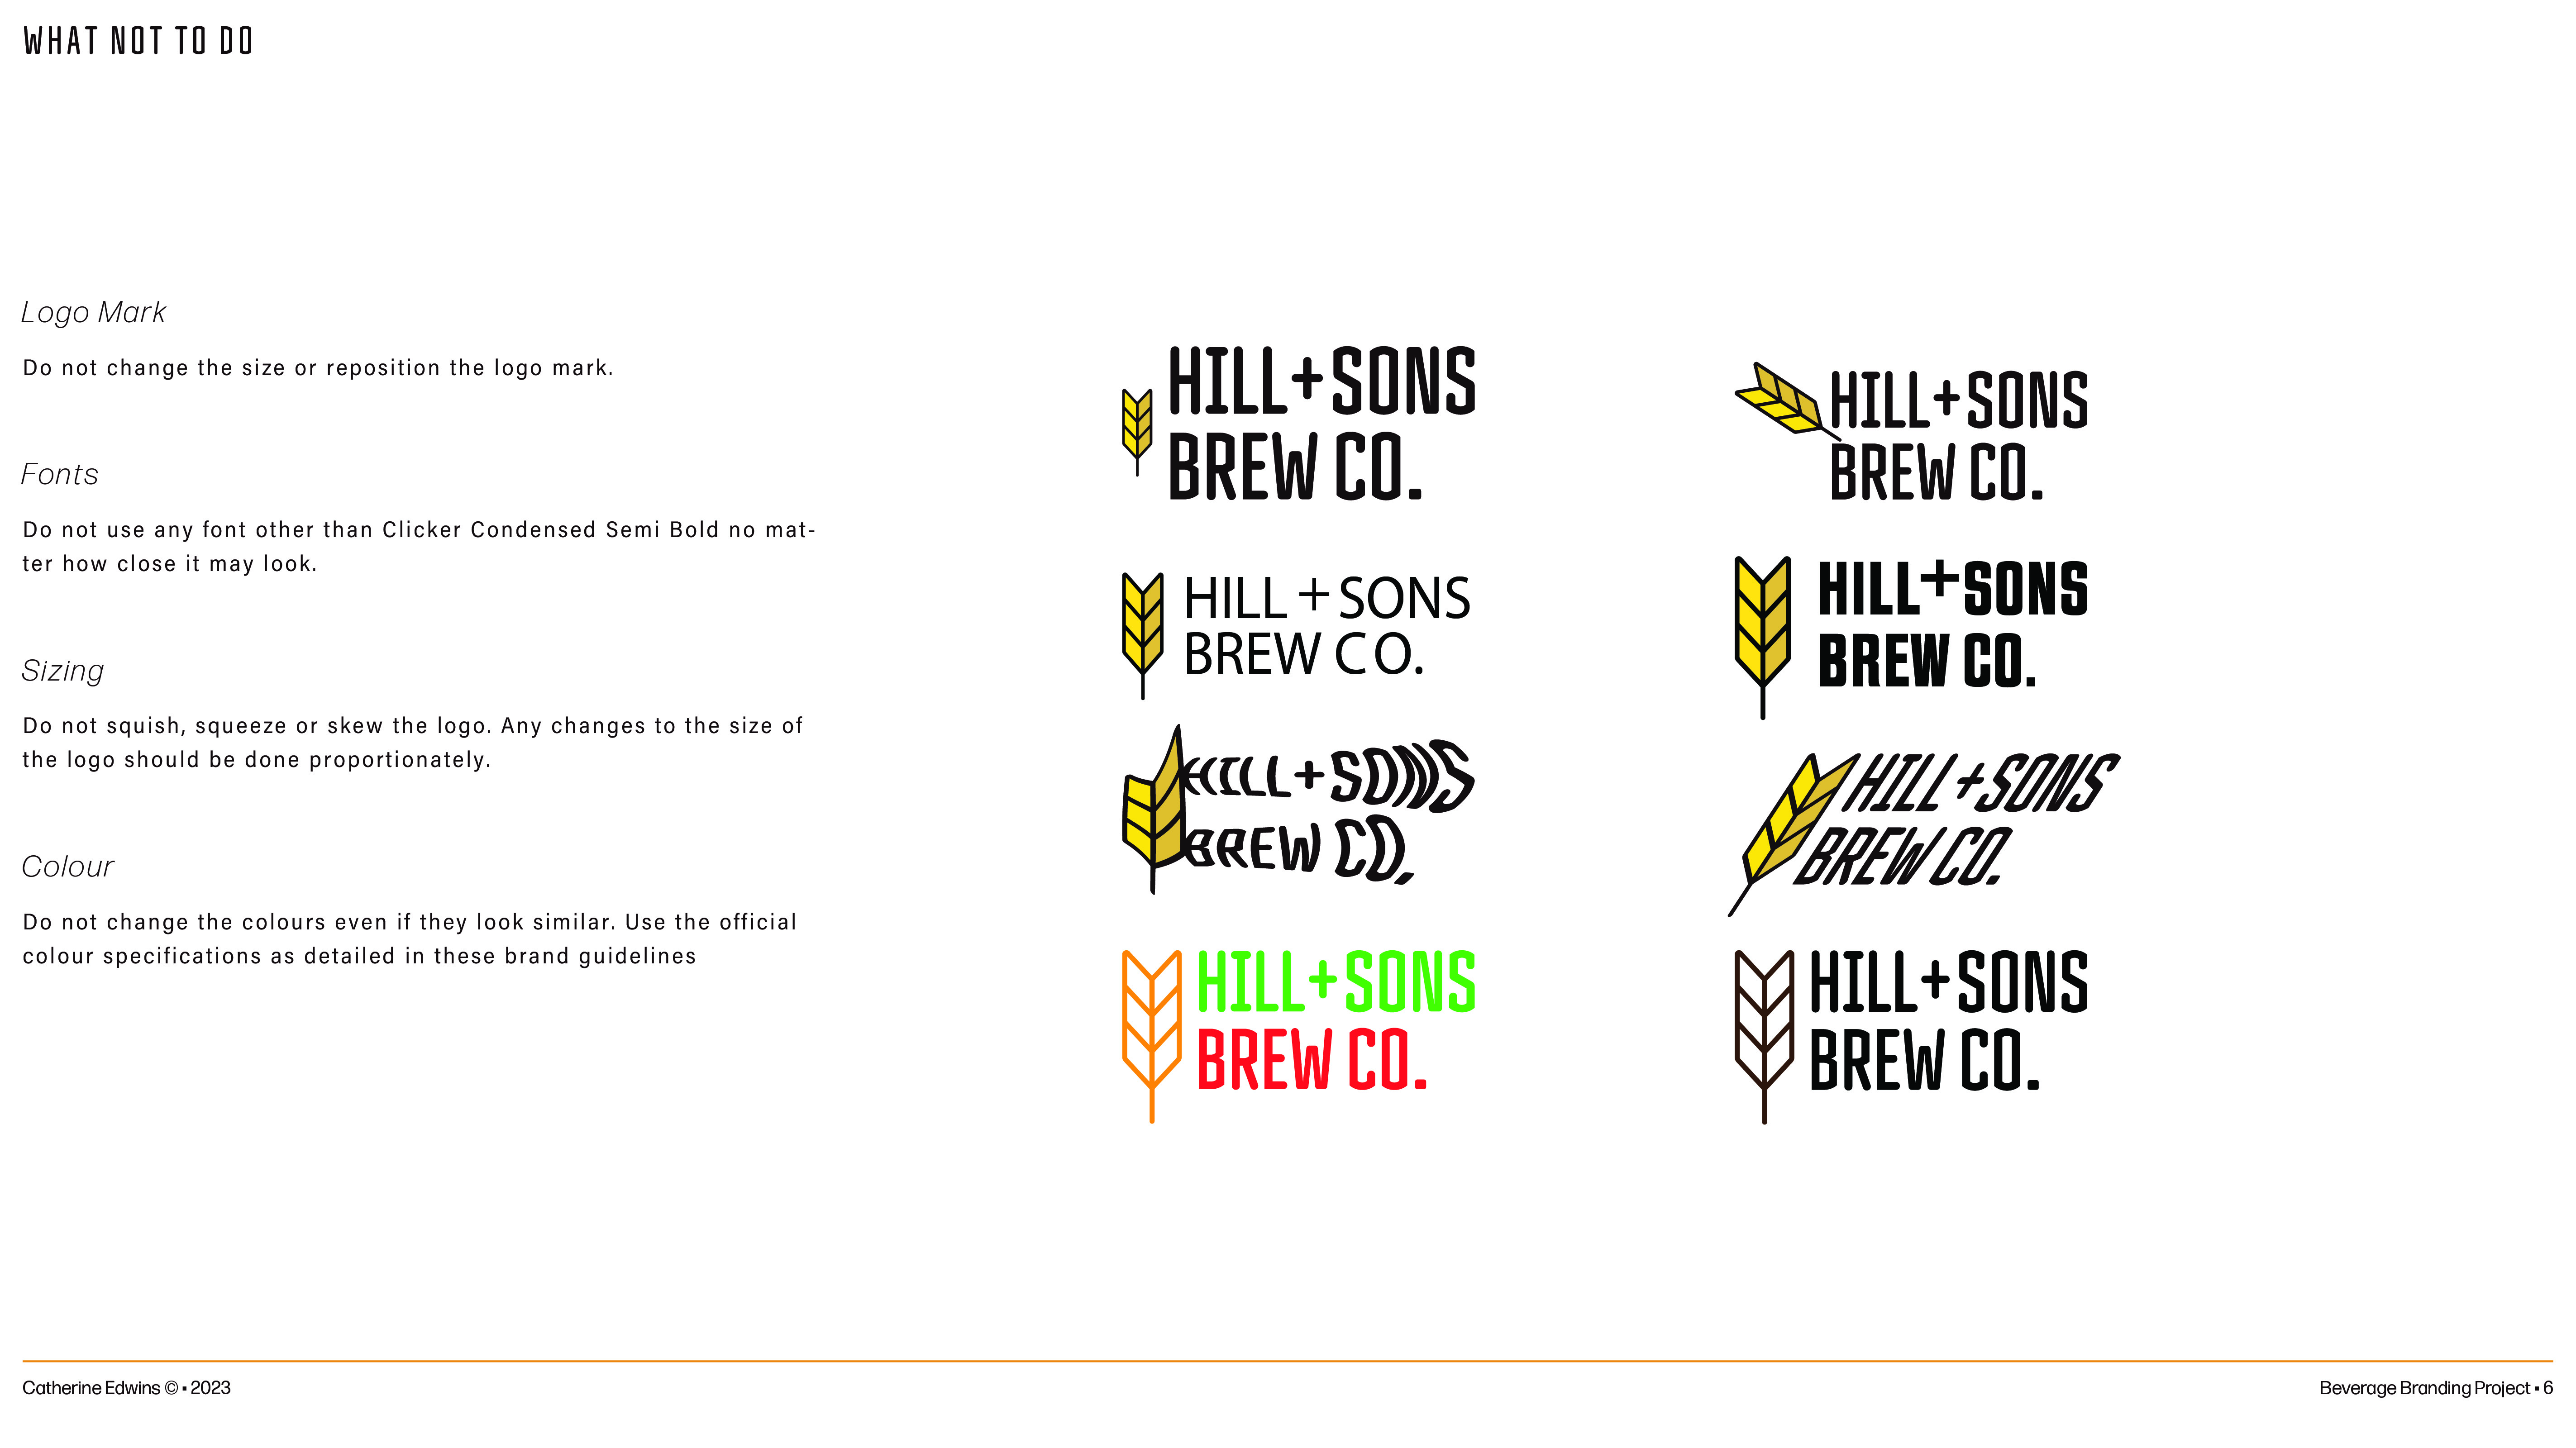 WHAT NOT TO DO
Logo Mark
Do not change the size or reposition the logo mark.
Fonts
Do not use any font other than Clicker Condensed Semi Bold no mat-
ter how close it may look.
Sizing
Do not squish, squeeze or skew the logo. Any changes to the size of
the logo should be done proportionately.
Colour
Do not change the colours even if they look similar. Use the official
colour specifications as detailed in these brand guidelines
HILL+SONS
BREW CO.
HILL+SONS
BREW CO.
HILL + SONS
BREW CO.
HILL+SONS
BREW CO.
HILL+SONS
BREW CO.
HILL+SONS
BREW CO.
HILL+SONS
BREW CO.
HILL+SONS
BREW CO.
Catherine Edwins © ▪ 2023
Beverage Branding Project ▪ 6